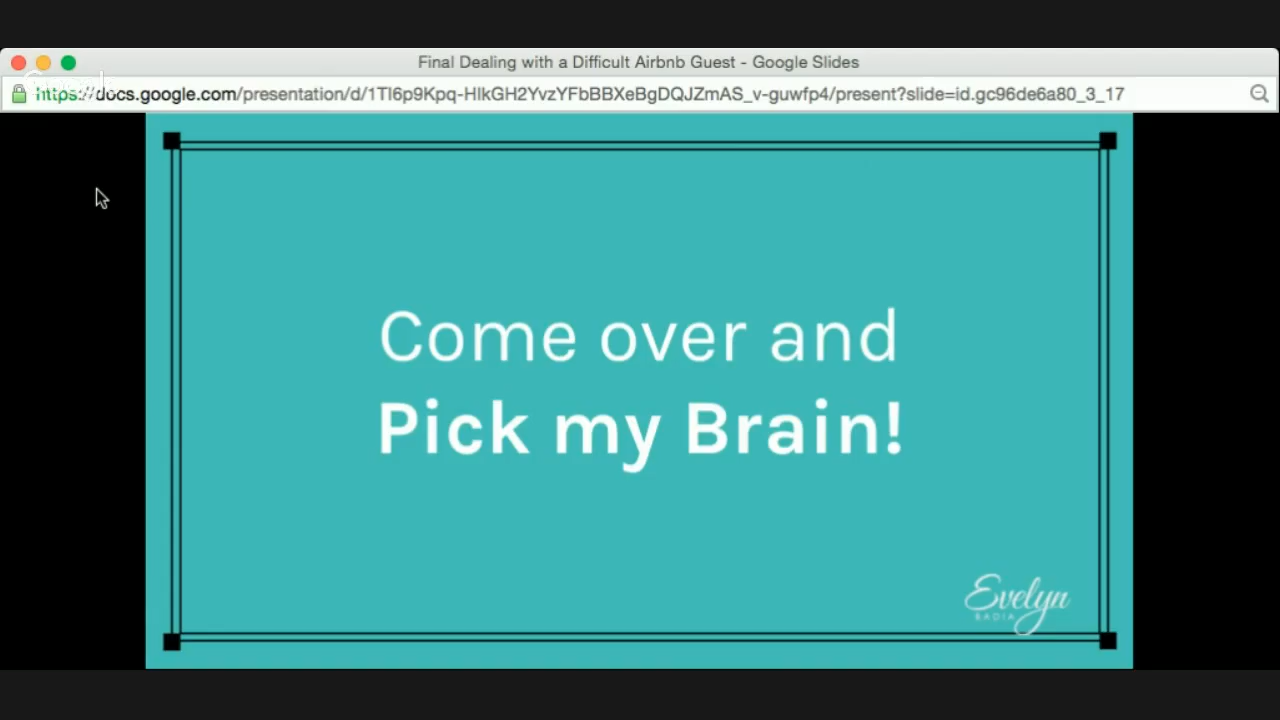 Final Dealing with a Difficult Airbnb Guest - Google Slides
https://docs.google.com/presentation/d/1Tl6p9Kpq-HlkGH2YvzYFbBBXeBgDQJZmAS_v-guwfp4/present?slide=id.gc96de6a80_3_17
Come over and
Pick my Brain!
Evelyn
BADIA